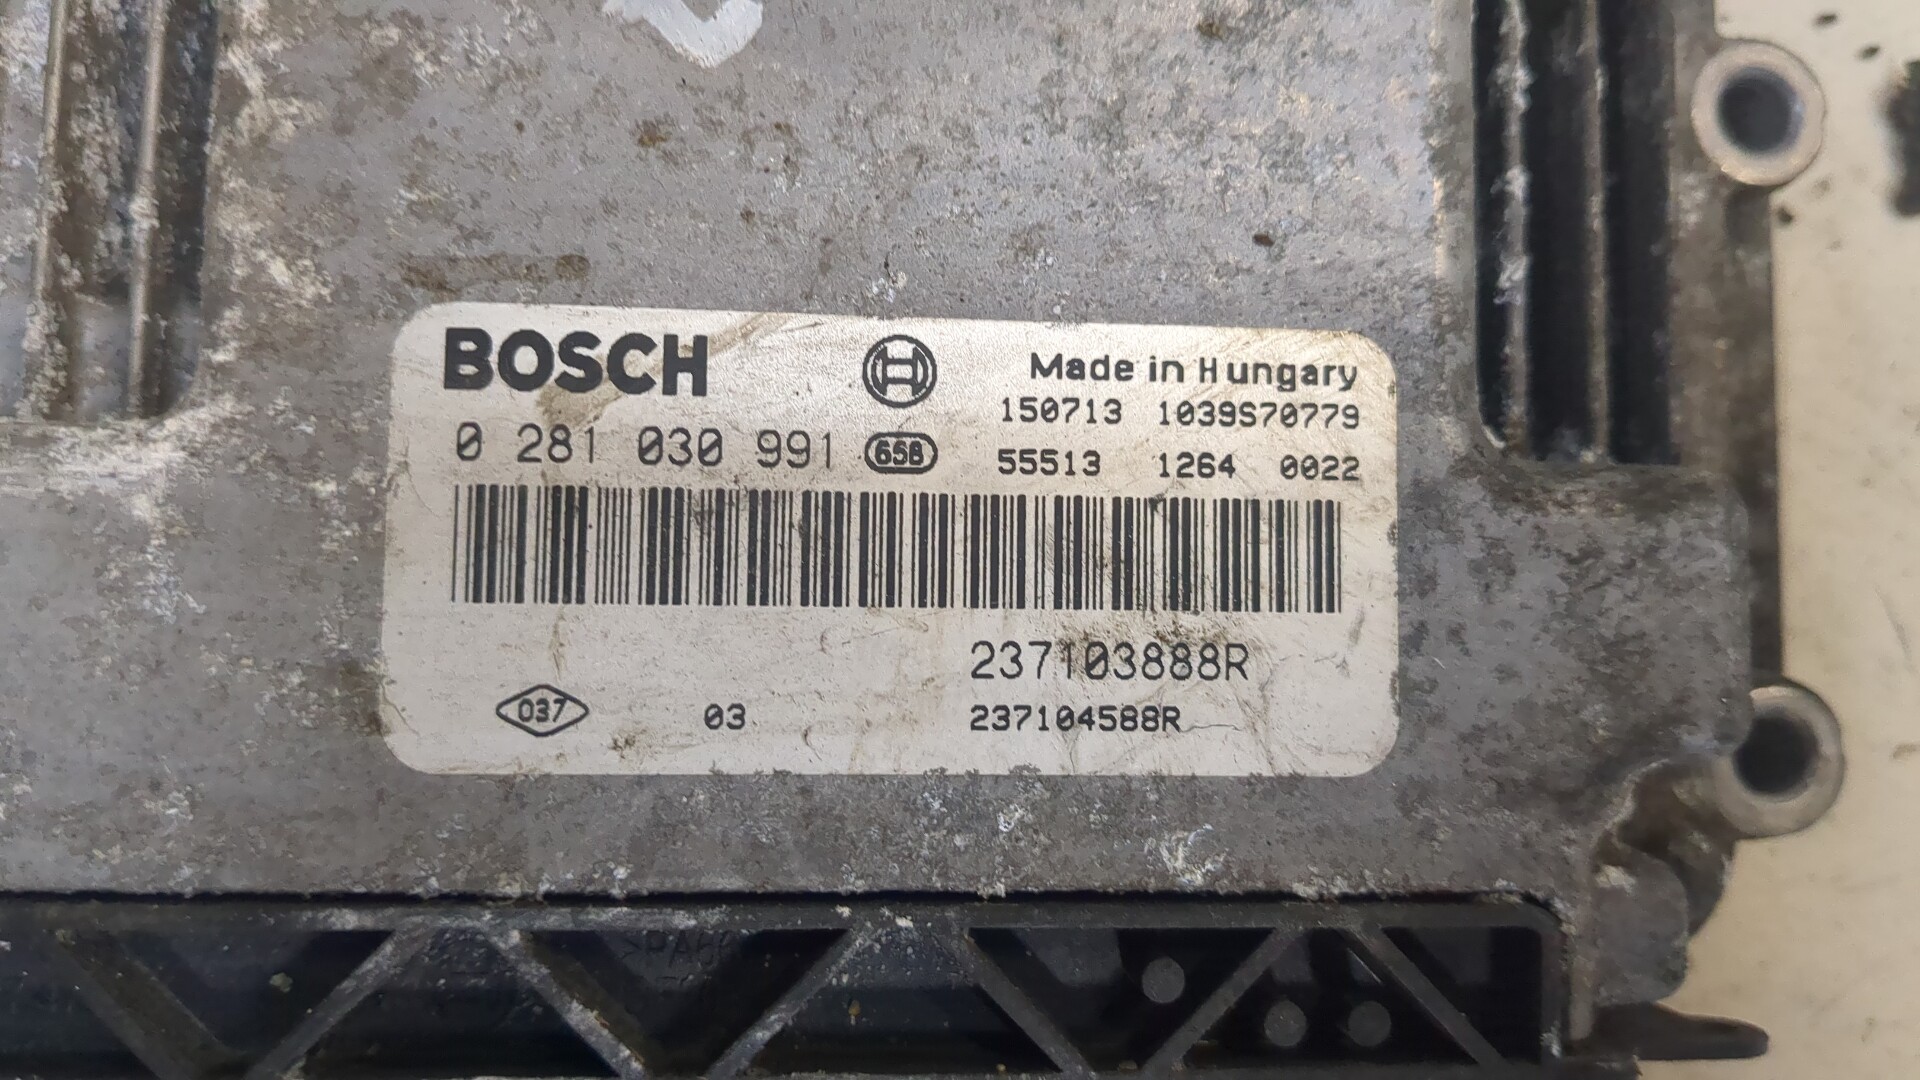 BOSCH
Made in Hungary
150713 1039S70779
0 281 030 991 658
55513 1264 0022
237103888R
037 03 237104588R